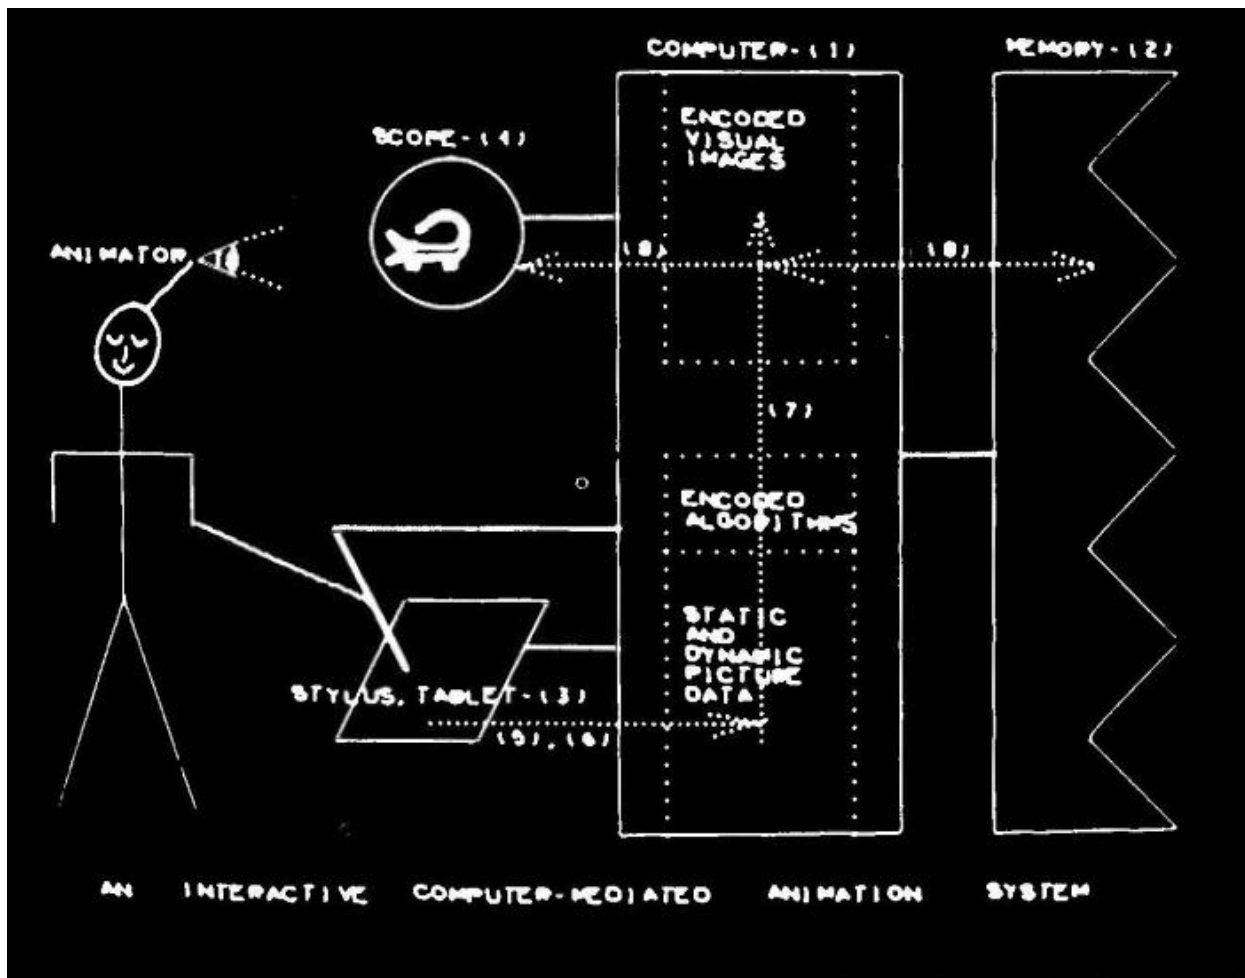 COMPUTER-(1)
MEMORY-(2)
ENCODED
VISUAL
IMAGES
SCOPE-(4)
ANIMATOR
(8)
(8)
(7)
ENCODED
ALGORITHMS
STATIC
AND
DYNAMIC
PICTURE
DATA
STYLUS, TABLET-(3)
(5),(6)
AN INTERACTIVE COMPUTER-MEDIATED ANIMATION SYSTEM